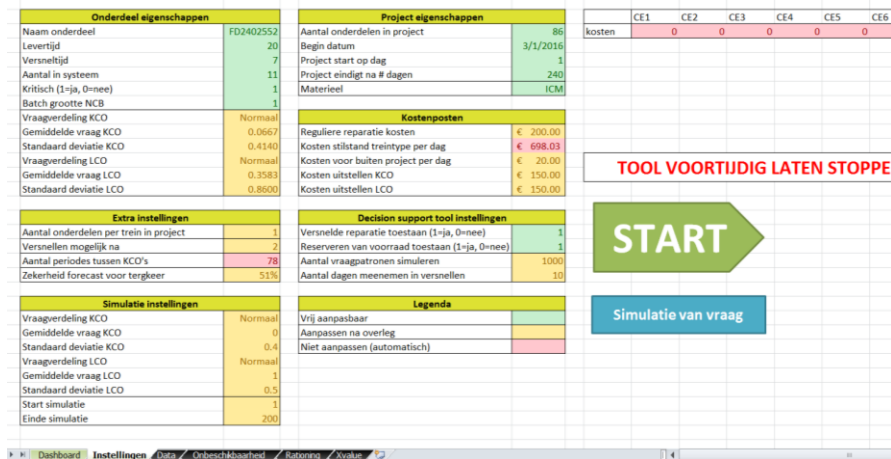 Onderdeel eigenschappen
Naam onderdeel FD2402552
Levertijd 20
Versneltijd 7
Aantal in systeem 11
Kritisch (1=ja, 0=nee) 1
Batch grootte NCB 1
Vraagverdeling KCO Normaal
Gemiddelde vraag KCO 0.0667
Standaard deviatie KCO 0.4140
Vraagverdeling LCO Normaal
Gemiddelde vraag LCO 0.3583
Standaard deviatie LCO 0.8600
Extra instellingen
Aantal onderdelen per trein in project 1
Versnellen mogelijk na 2
Aantal periodes tussen KCO's 78
Zekerheid forecast voor tergkeer 51%
Simulatie instellingen
Vraagverdeling KCO Normaal
Gemiddelde vraag KCO 0
Standaard deviatie KCO 0.4
Vraagverdeling LCO Normaal
Gemiddelde vraag LCO 1
Standaard deviatie LCO 0.5
Start simulatie 1
Einde simulatie 200
Project eigenschappen
Aantal onderdelen in project 86
Begin datum 3/1/2016
Project start op dag 1
Project eindigt na # dagen 240
Materieel ICM
Kostenposten
Reguliere reparatie kosten € 200.00
Kosten stilstand treintype per dag € 698.03
Kosten voor buiten project per dag € 20.00
Kosten uitstellen KCO € 150.00
Kosten uitstellen LCO € 150.00
Decision support tool instellingen
Versnelde reparatie toestaan (1=ja, 0=nee) 1
Reserveren van voorraad toestaan (1=ja, 0=nee) 1
Aantal vraagpatronen simuleren 1000
Aantal dagen meenemen in versnellen 10
Legenda
Vrij aanpasbaar
Aanpassen na overleg
Niet aanpassen (automatisch)
CE1 CE2 CE3 CE4 CE5 CE6
kosten 0 0 0 0 0
TOOL VOORTIJDIG LATEN STOPPE
START
Simulatie van vraag
Dashboard Instellingen Data Onbeschikbaarheid Rationing Xvalue